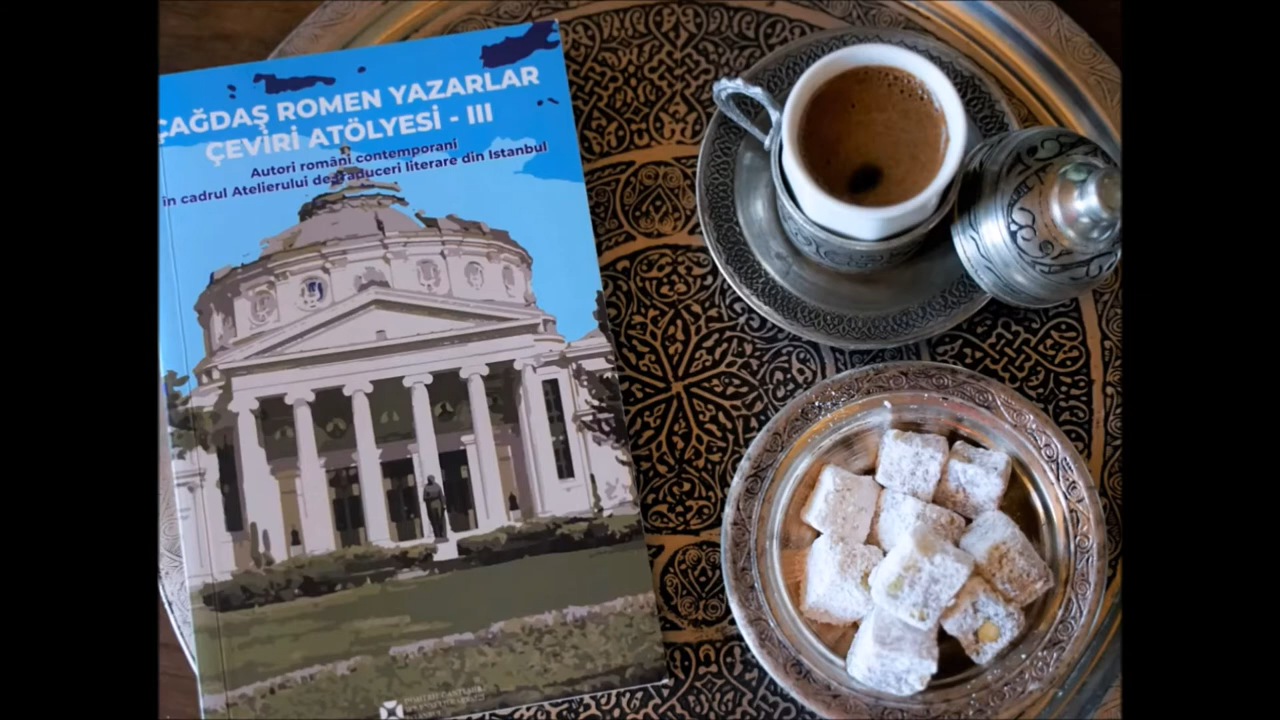 ÇAĞDAŞ ROMEN YAZARLAR
ÇEVİRİ ATÖLYESİ - III
Autori români contemporani
în cadrul Atelierului de traduceri literare din Istanbul